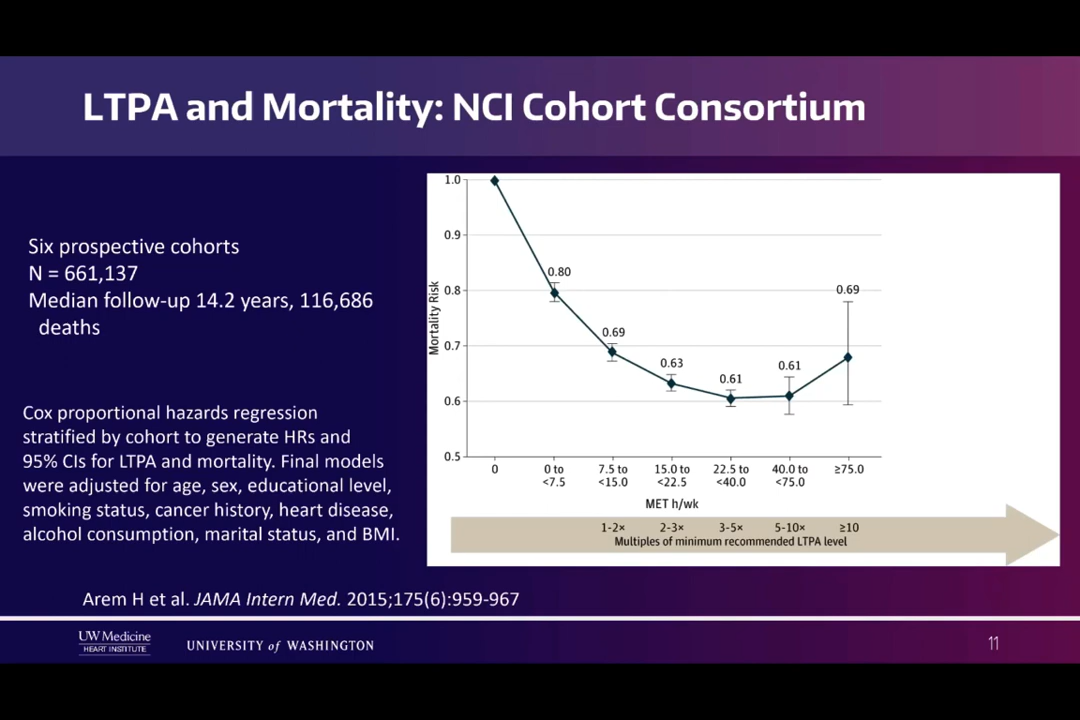 LTPA and Mortality: NCI Cohort Consortium
Six prospective cohorts
N = 661,137
Median follow-up 14.2 years, 116,686
deaths
Cox proportional hazards regression
stratified by cohort to generate HRs and
95% CIs for LTPA and mortality. Final models
were adjusted for age, sex, educational level,
smoking status, cancer history, heart disease,
alcohol consumption, marital status, and BMI.
1.0
0.9
0.8
0.7
0.6
0.5
Mortality Risk
0.80
0.69
0.63
0.61
0.61
0.69
0 0 to 7.5 to 15.0 to 22.5 to 40.0 to ≥75.0
<7.5 <15.0 <22.5 <40.0 <75.0
MET h/wk
1-2× 2-3× 3-5× 5-10× ≥10
Multiples of minimum recommended LTPA level
Arem H et al. JAMA Intern Med. 2015;175(6):959-967
UW Medicine
HEART INSTITUTE
UNIVERSITY of WASHINGTON
11